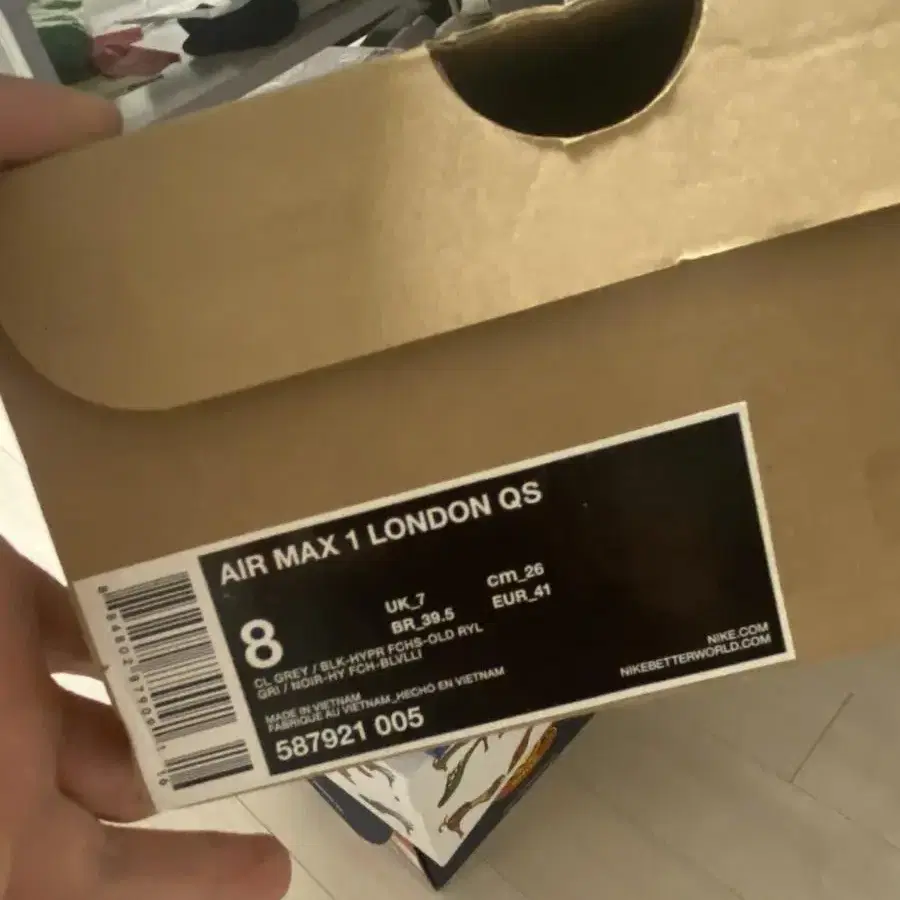 AIR MAX 1 LONDON QS
8
UK_7
cm_26
BR_39.5
EUR_41
CL GREY / BLK-HYPR FCHS-OLD RYL
GRI / NOIR-HY FCH-BLVLLI
MADE IN VIETNAM
FABRIQUE AU VIETNAM_HECHO EN VIETNAM
587921 005
NIKE.COM
NIKEBETTERWORLD.COM